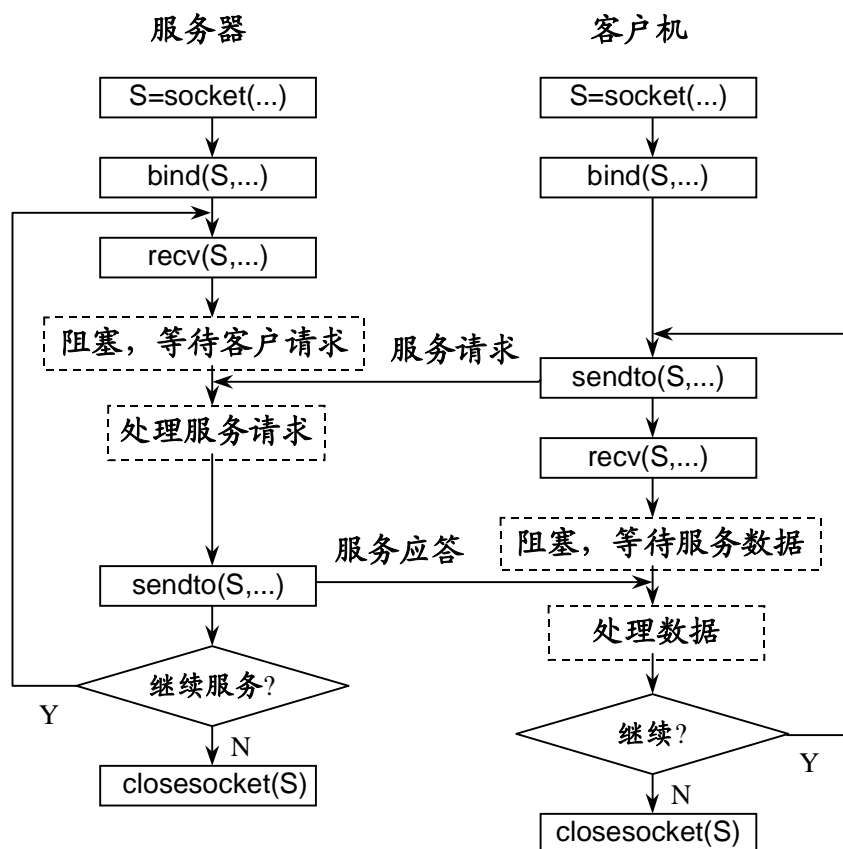 服务器
客户机
S=socket(...)
S=socket(...)
bind(S,...)
bind(S,...)
recv(S,...)
阻塞，等待客户请求
服务请求
sendto(S,...)
处理服务请求
recv(S,...)
阻塞，等待服务数据
服务应答
sendto(S,...)
处理数据
继续服务?
Y
N
继续?
Y
closesocket(S)
N
closesocket(S)